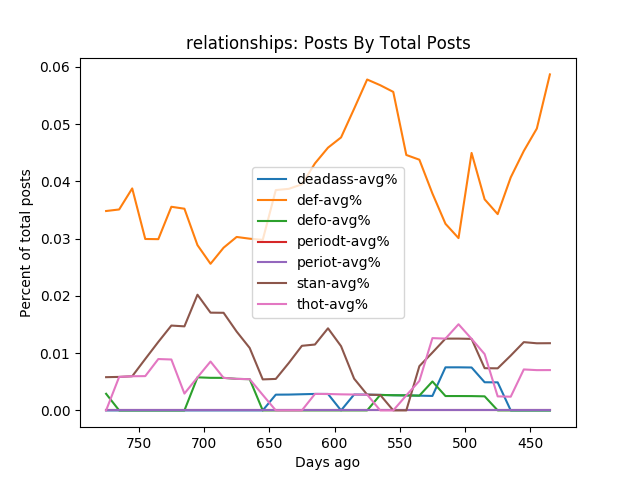 relationships: Posts By Total Posts
Percent of total posts
0.06
0.05
0.04
0.03
0.02
0.01
0.00
deadass-avg%
def-avg%
defo-avg%
periodt-avg%
periot-avg%
stan-avg%
thot-avg%
750 700 650 600 550 500 450
Days ago